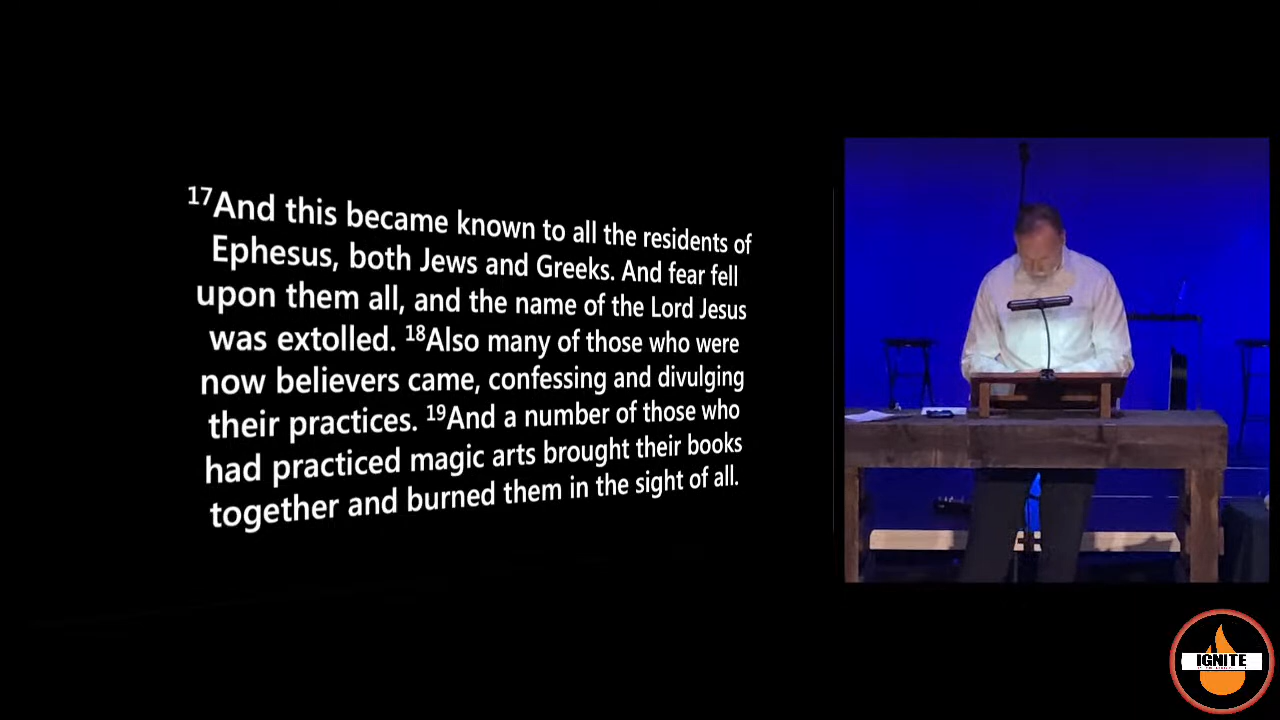 17And this became known to all the residents of
Ephesus, both Jews and Greeks. And fear fell
upon them all, and the name of the Lord Jesus
was extolled. 18Also many of those who were
now believers came, confessing and divulging
their practices. 19And a number of those who
had practiced magic arts brought their books
together and burned them in the sight of all.
IGNITE